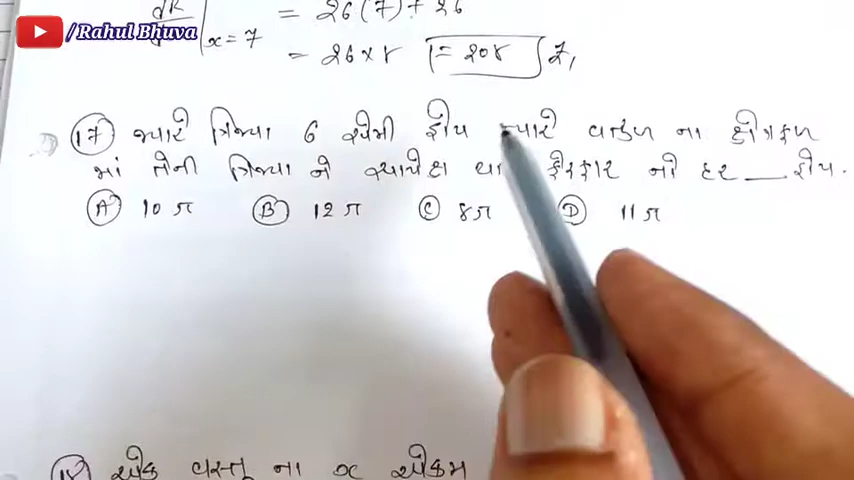 /Rahul Bhuva
dR | x=7 = 26(7) + 26
= 26×8 = 208 ₹,
17 જ્યારે ત્રિજ્યા 6 સેમી હોય ત્યારે વર્તુળ ના ક્ષેત્રફળ
માં તેની ત્રિજ્યા ને સાપેક્ષ થતા ફેરફાર નો દર ___ હોય.
A 10π B 12π C 8π D 11π
18 એક વસ્તુ ના x એકમ